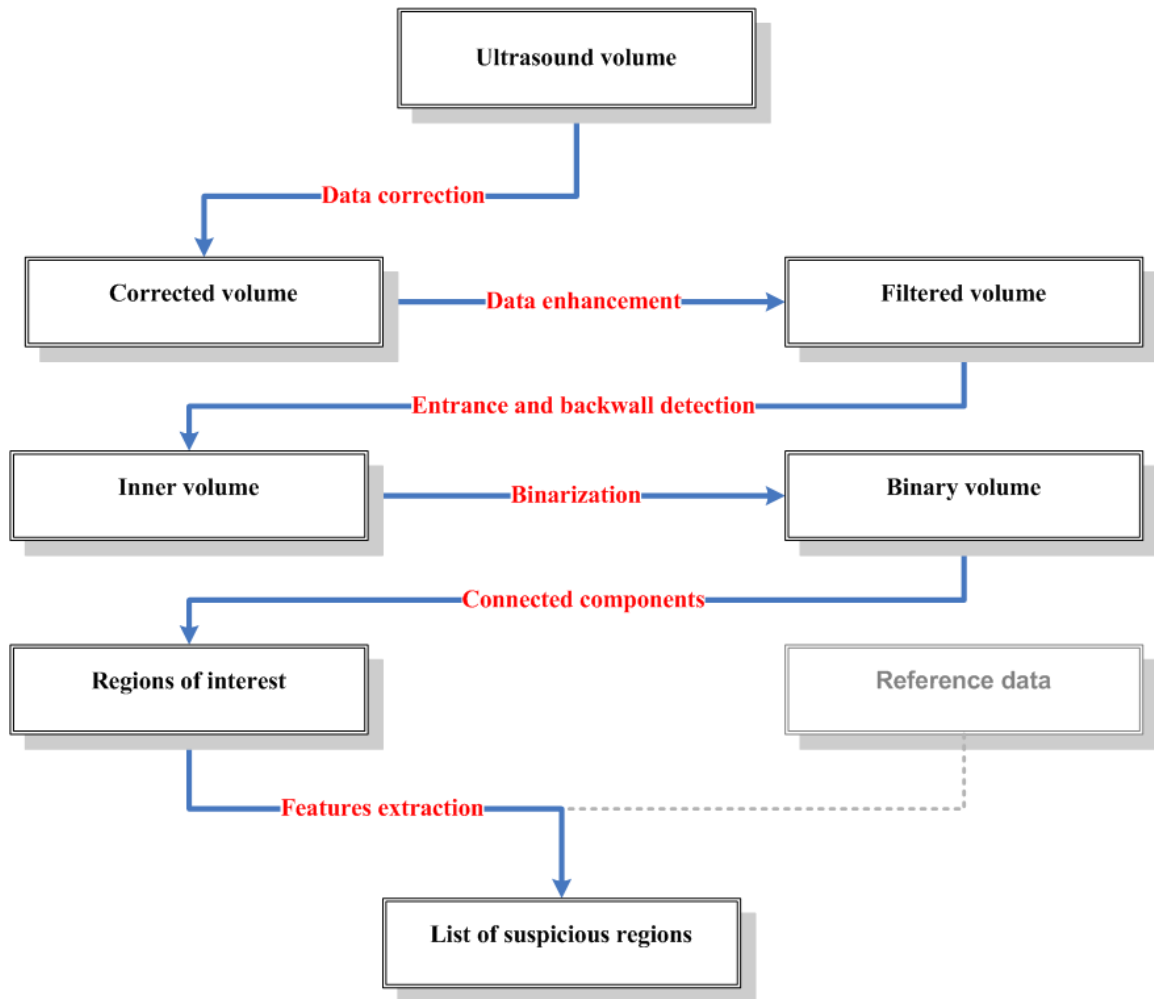 Ultrasound volume
Data correction
Corrected volume
Data enhancement
Filtered volume
Entrance and backwall detection
Inner volume
Binarization
Binary volume
Connected components
Regions of interest
Reference data
Features extraction
List of suspicious regions